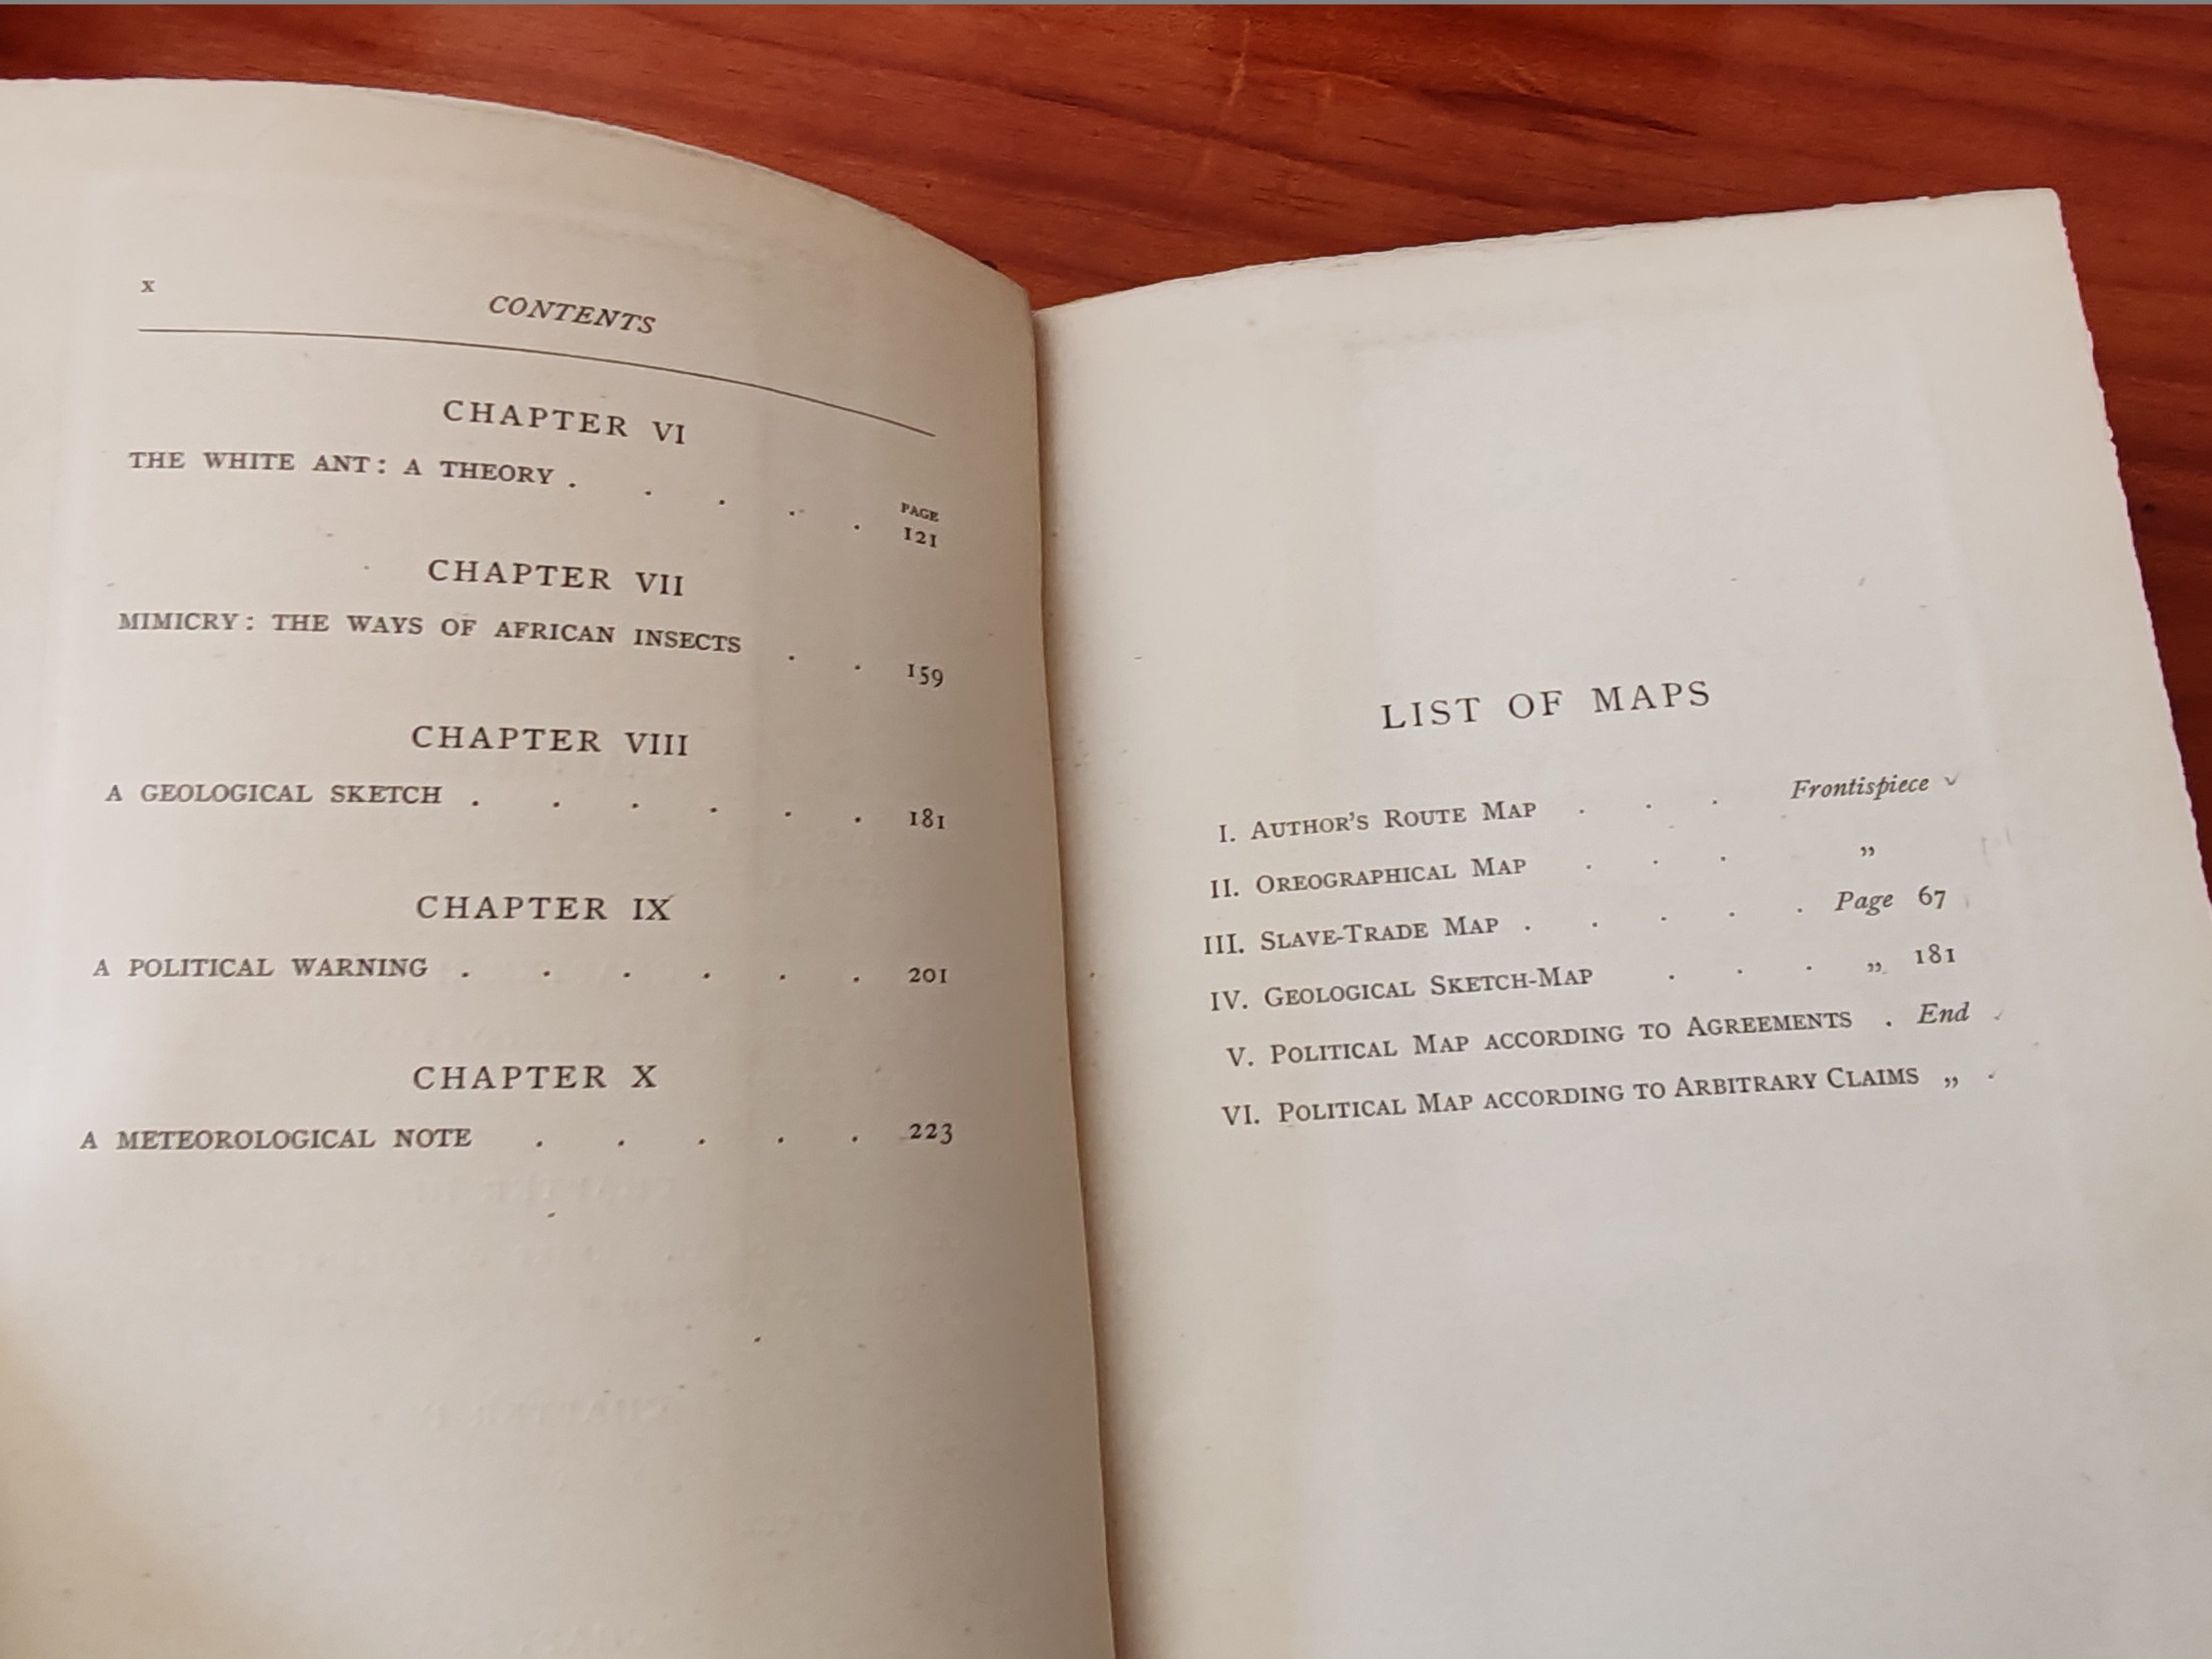 x
CONTENTS
CHAPTER VI
THE WHITE ANT: A THEORY . . . . .
PAGE
121
CHAPTER VII
MIMICRY: THE WAYS OF AFRICAN INSECTS . . 159
CHAPTER VIII
A GEOLOGICAL SKETCH . . . . . . 181
CHAPTER IX
A POLITICAL WARNING . . . . . . 201
CHAPTER X
A METEOROLOGICAL NOTE . . . . . 223
LIST OF MAPS
I. AUTHOR'S ROUTE MAP . . . Frontispiece
II. OREOGRAPHICAL MAP . . . „
III. SLAVE-TRADE MAP . . . . . Page 67
IV. GEOLOGICAL SKETCH-MAP . . . „ 181
V. POLITICAL MAP ACCORDING TO AGREEMENTS . End
VI. POLITICAL MAP ACCORDING TO ARBITRARY CLAIMS „